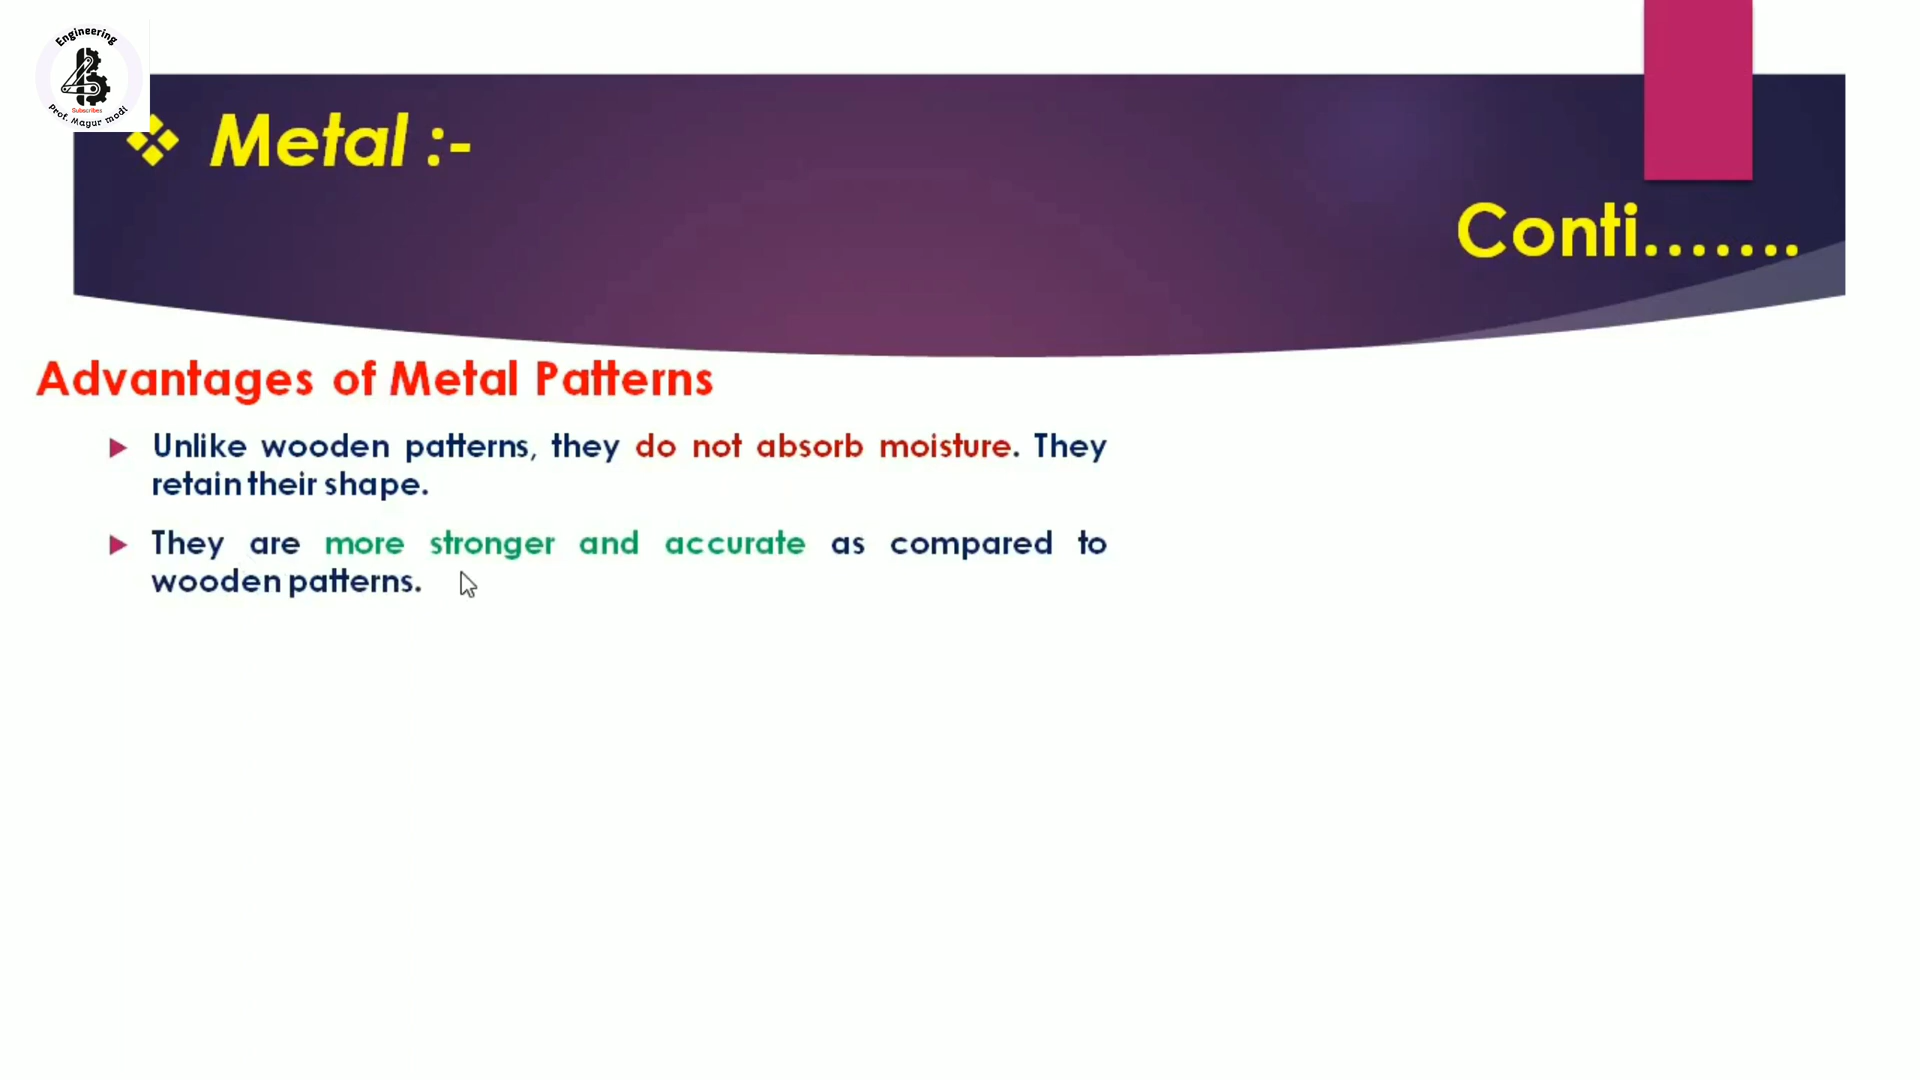 Engineering
Subscribes
Prof. Mayur modi
❖ Metal :-
Conti.......
Advantages of Metal Patterns
Unlike wooden patterns, they do not absorb moisture. They
retain their shape.
They are more stronger and accurate as compared to
wooden patterns.